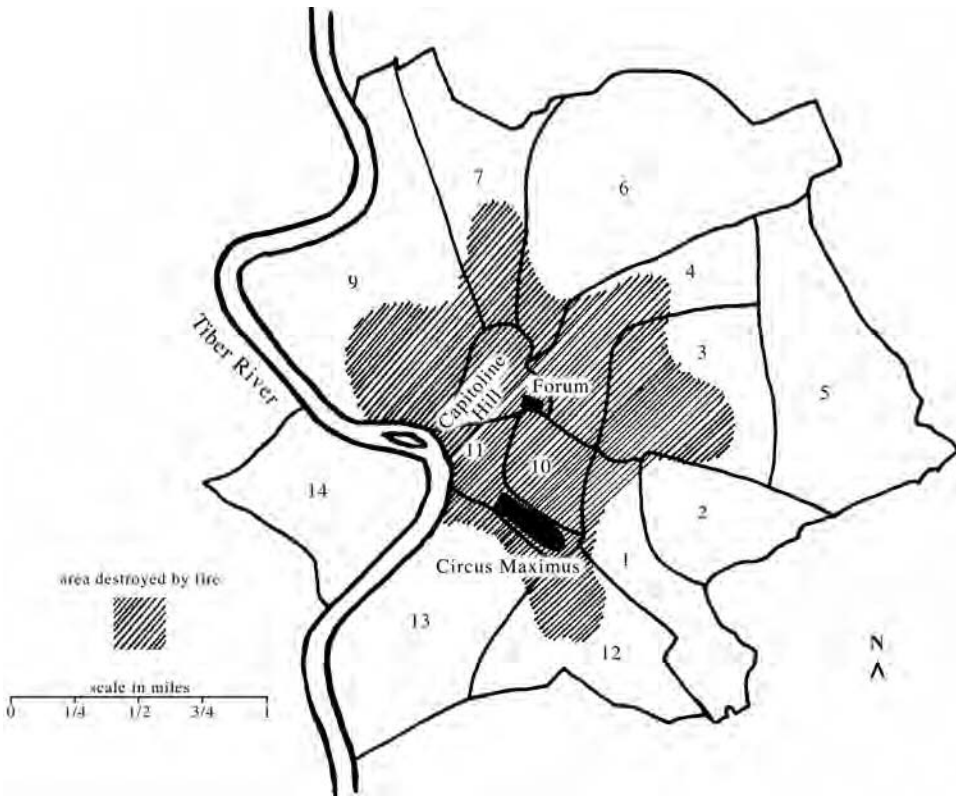 7
6
9
4
Tiber River
3
Capitoline
Hill
Forum
5
11
10
14
2
Circus Maximus
1
area destroyed by fire
13
12
N
scale in miles
0 1/4 1/2 3/4 1